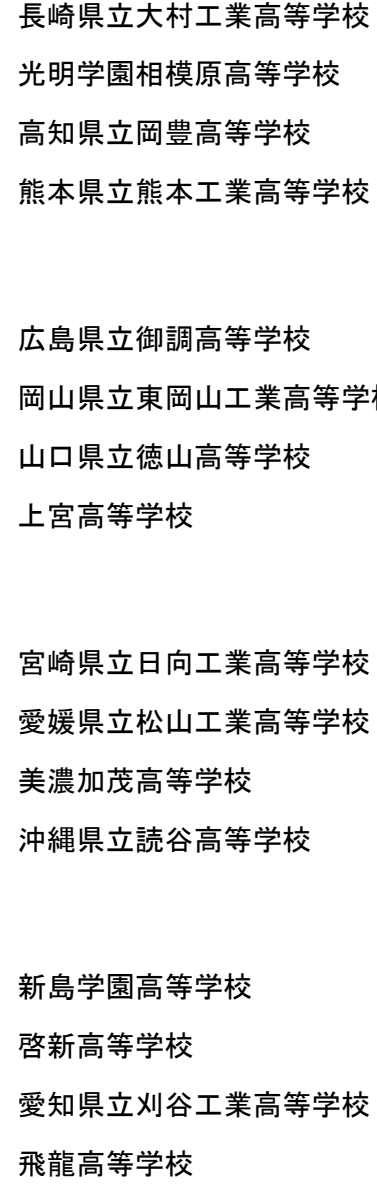 長崎県立大村工業高等学校
光明学園相模原高等学校
高知県立岡豊高等学校
熊本県立熊本工業高等学校
広島県立御調高等学校
岡山県立東岡山工業高等学
山口県立徳山高等学校
上宮高等学校
宮崎県立日向工業高等学校
愛媛県立松山工業高等学校
美濃加茂高等学校
沖縄県立読谷高等学校
新島学園高等学校
啓新高等学校
愛知県立刈谷工業高等学校
飛龍高等学校